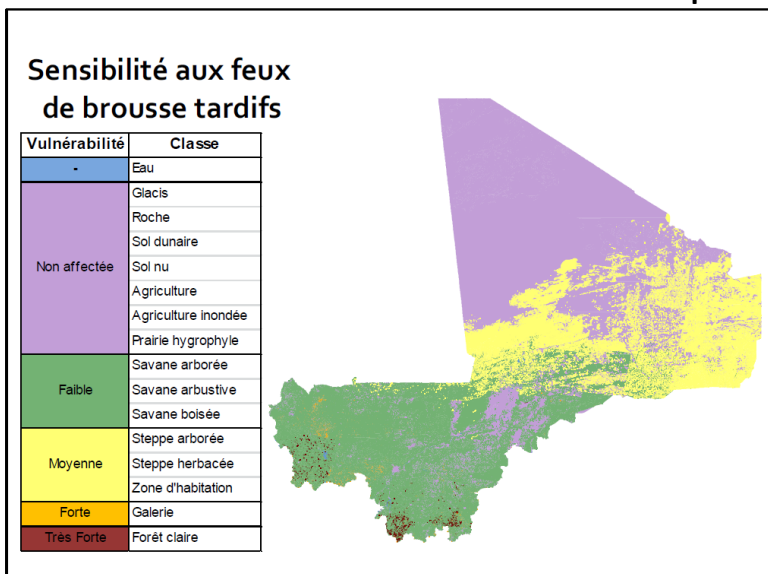 Sensibilité aux feux
de brousse tardifs
Vulnérabilité Classe
- Eau
Non affectée
Glacis
Roche
Sol dunaire
Sol nu
Agriculture
Agriculture inondée
Prairie hygrophyle
Faible
Savane arborée
Savane arbustive
Savane boisée
Moyenne
Steppe arborée
Steppe herbacée
Zone d'habitation
Forte Galerie
Très Forte Forêt claire